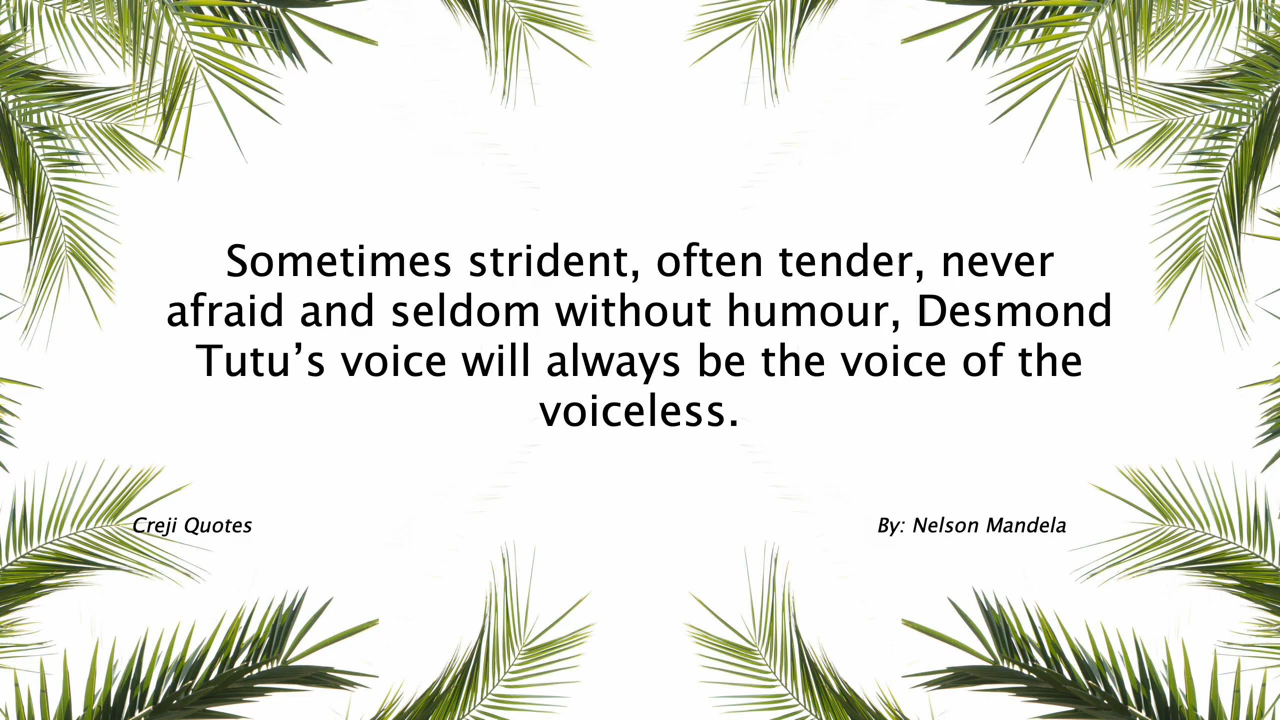 Sometimes strident, often tender, never
afraid and seldom without humour, Desmond
Tutu’s voice will always be the voice of the
voiceless.
Creji Quotes
By: Nelson Mandela